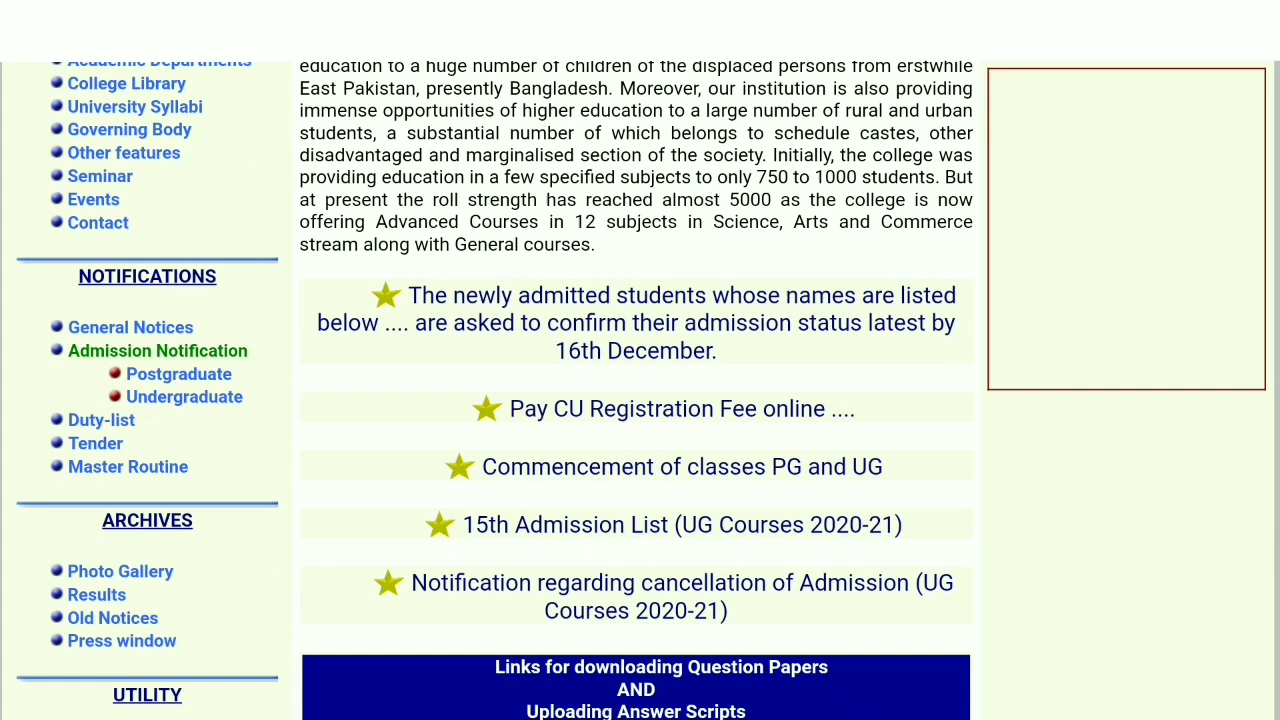 Academic Departments
College Library
University Syllabi
Governing Body
Other features
Seminar
Events
Contact
NOTIFICATIONS
General Notices
Admission Notification
Postgraduate
Undergraduate
Duty-list
Tender
Master Routine
ARCHIVES
Photo Gallery
Results
Old Notices
Press window
UTILITY
education to a huge number of children of the displaced persons from erstwhile
East Pakistan, presently Bangladesh. Moreover, our institution is also providing
immense opportunities of higher education to a large number of rural and urban
students, a substantial number of which belongs to schedule castes, other
disadvantaged and marginalised section of the society. Initially, the college was
providing education in a few specified subjects to only 750 to 1000 students. But
at present the roll strength has reached almost 5000 as the college is now
offering Advanced Courses in 12 subjects in Science, Arts and Commerce
stream along with General courses.
The newly admitted students whose names are listed
below .... are asked to confirm their admission status latest by
16th December.
Pay CU Registration Fee online ....
Commencement of classes PG and UG
15th Admission List (UG Courses 2020-21)
Notification regarding cancellation of Admission (UG
Courses 2020-21)
Links for downloading Question Papers
AND
Uploading Answer Scripts